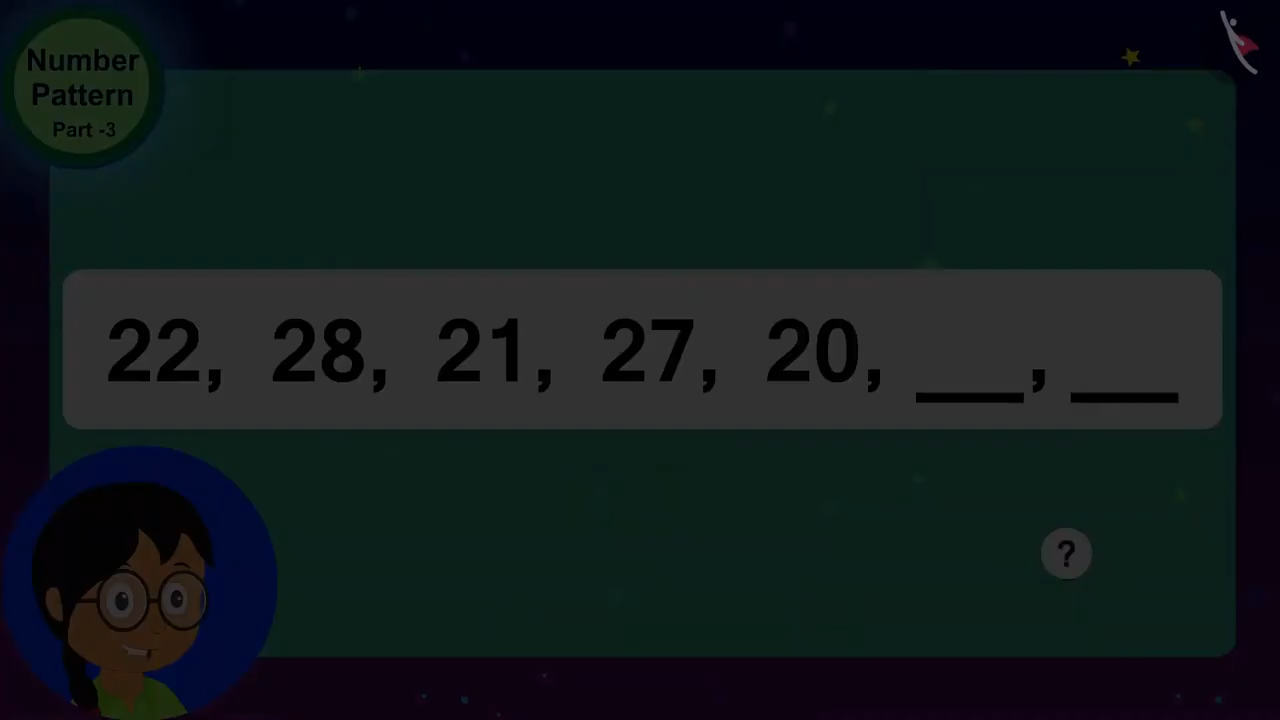 Number
Pattern
Part -3
22, 28, 21, 27, 20, ___, ___
?